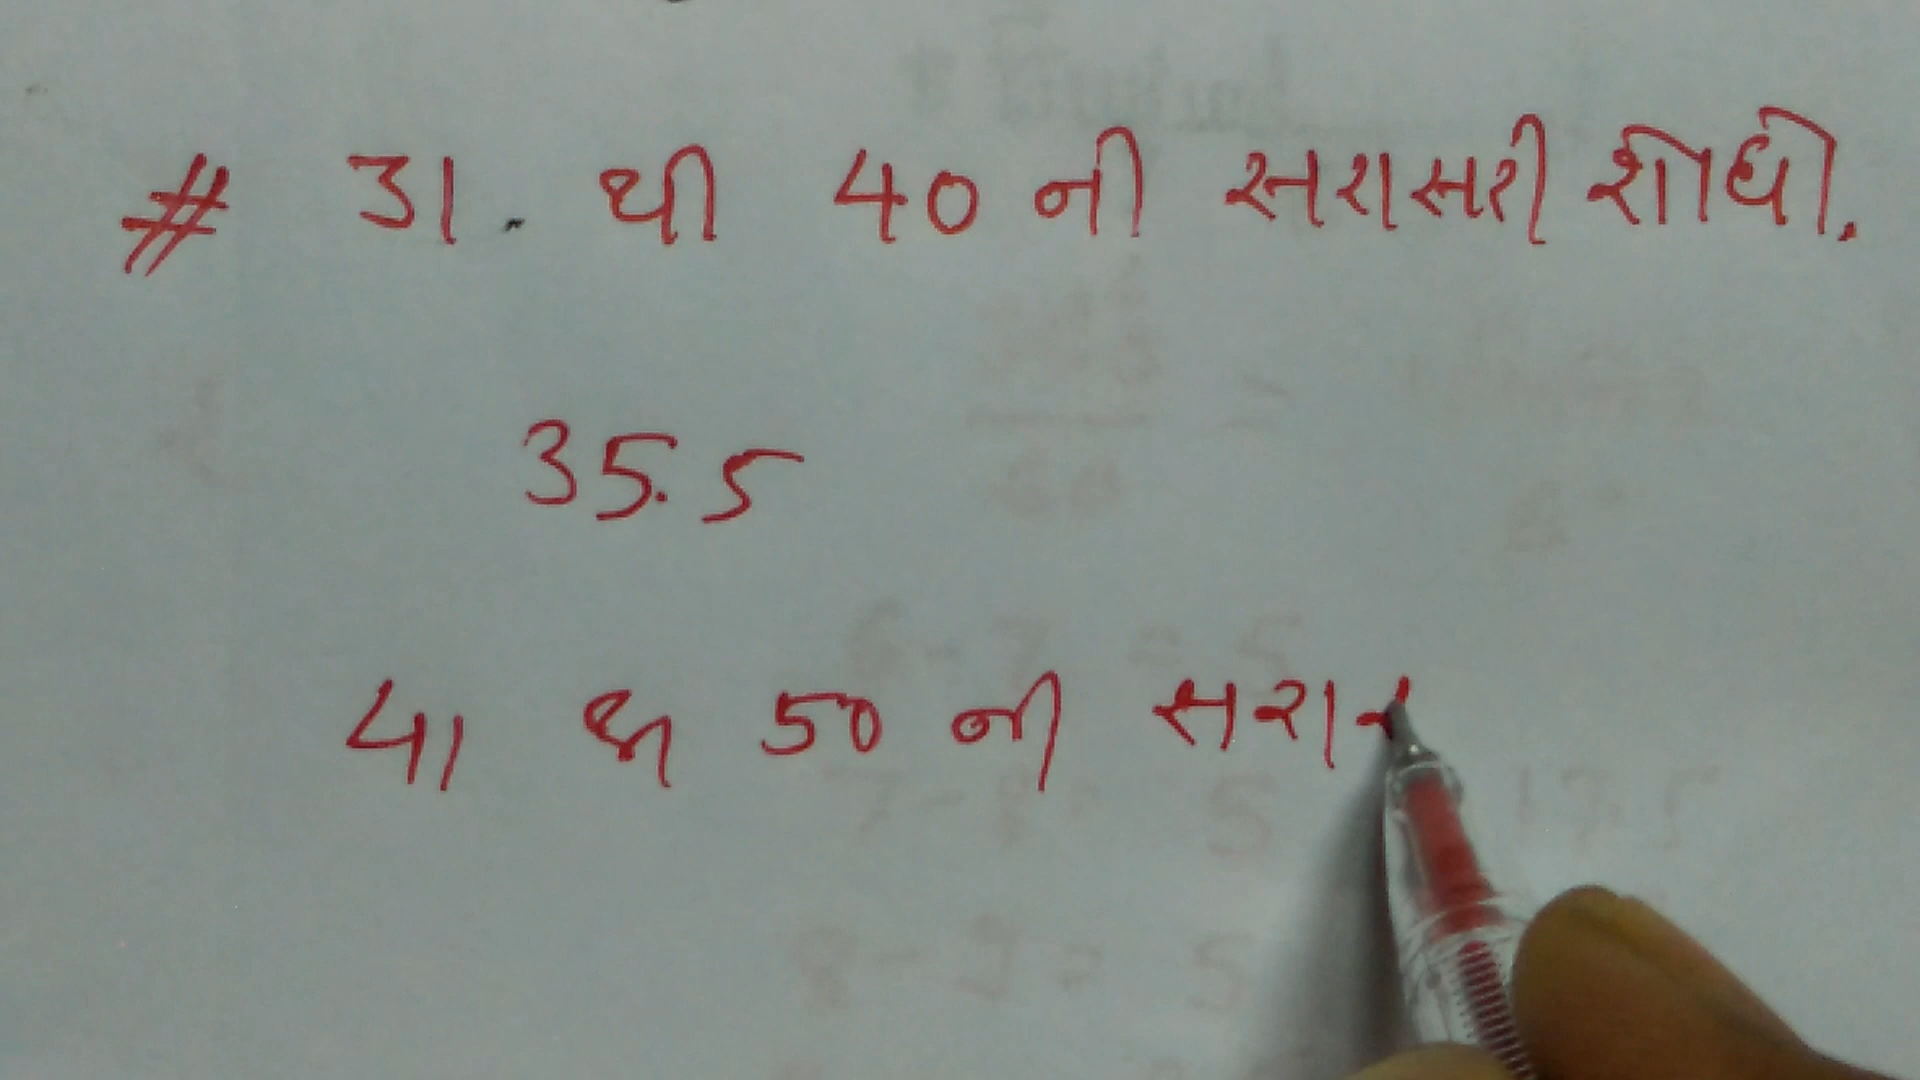 # 31. થી 40 ની સરાસરી શોધો.
35.5
41 થી 50 ની સરાસ